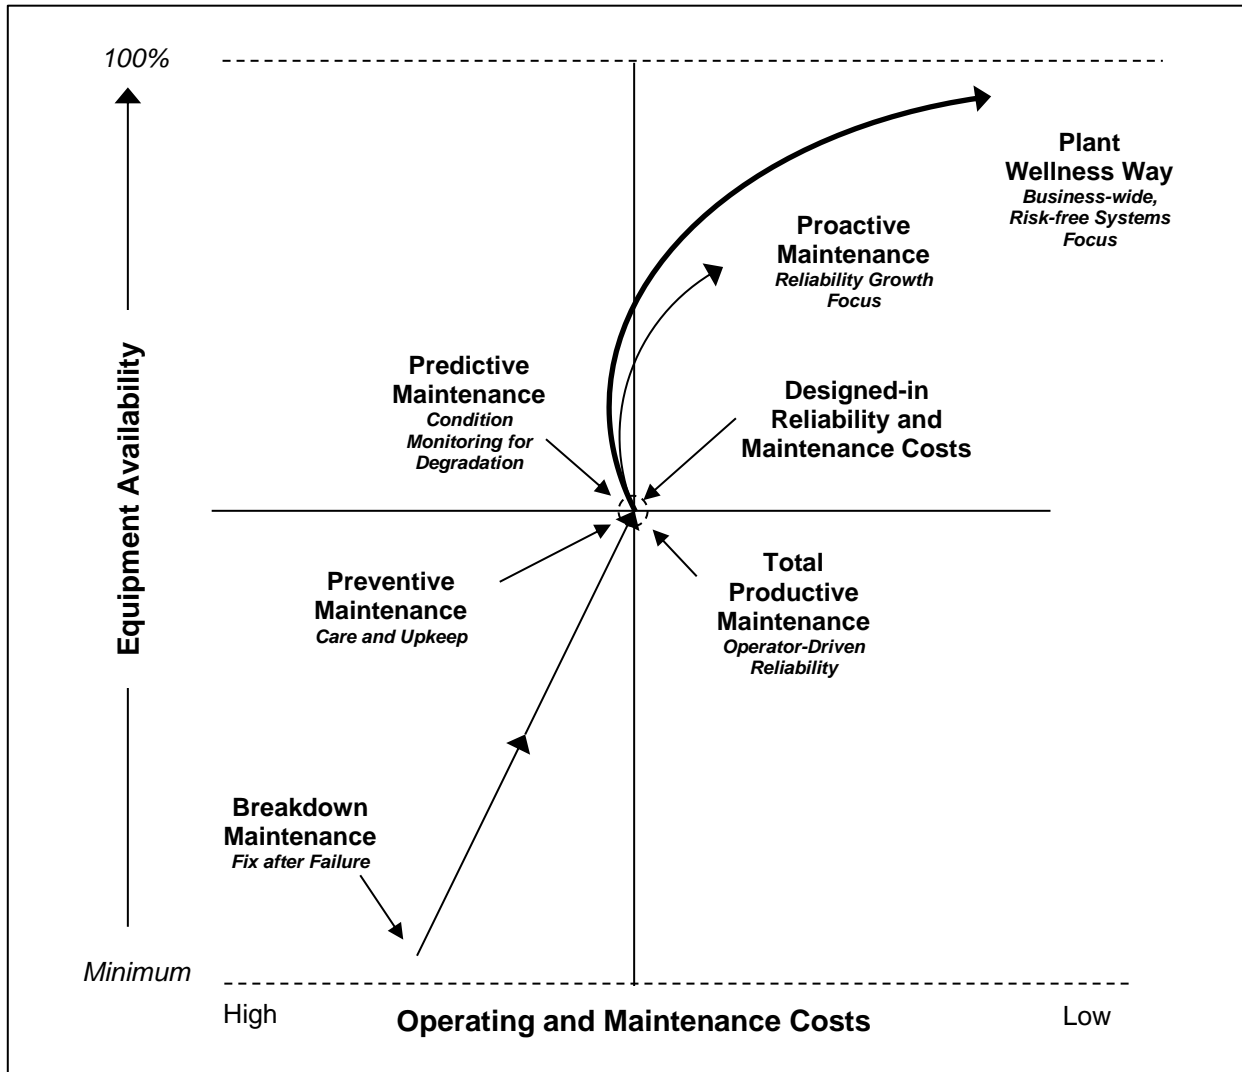 100%
Plant
Wellness Way
Business-wide,
Risk-free Systems
Focus
Proactive
Maintenance
Reliability Growth
Focus
Predictive
Maintenance
Condition
Monitoring for
Degradation
Designed-in
Reliability and
Maintenance Costs
Equipment Availability
Preventive
Maintenance
Care and Upkeep
Total
Productive
Maintenance
Operator-Driven
Reliability
Breakdown
Maintenance
Fix after Failure
Minimum
High
Operating and Maintenance Costs
Low